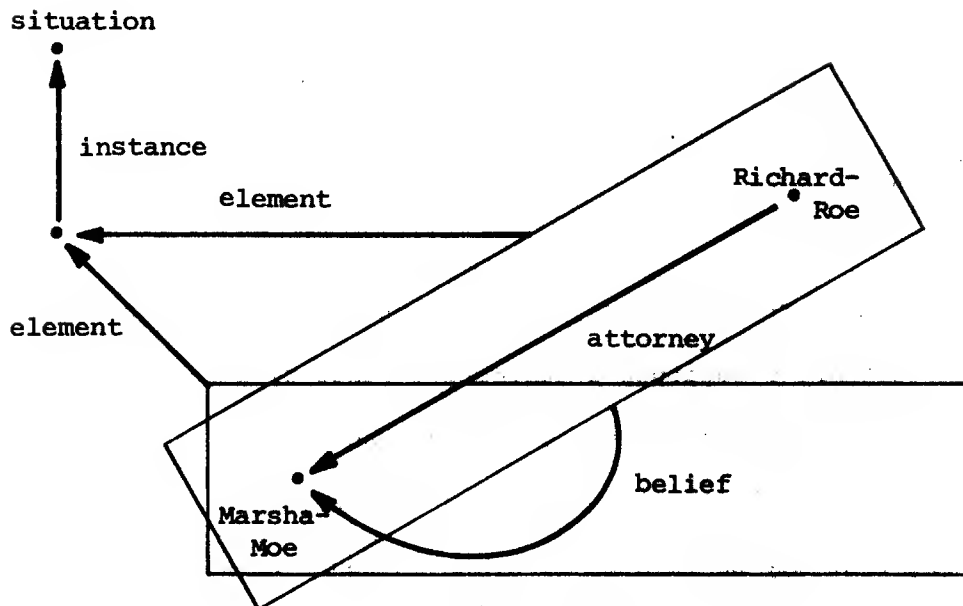 situation
instance
element
Richard-
Roe
element
attorney
belief
Marsha-
Moe